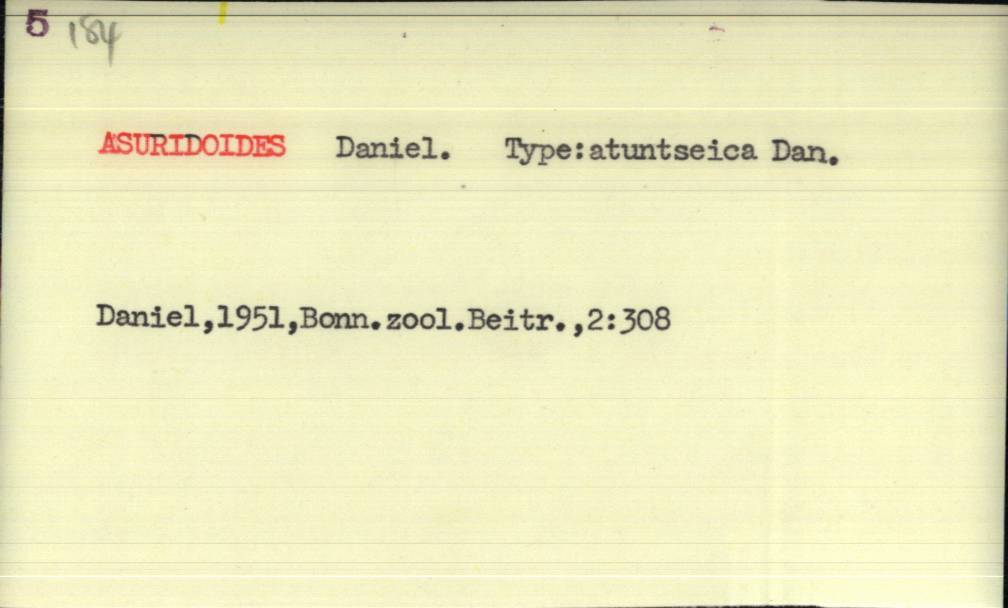 5 184
ASURIDOIDES Daniel. Type:atuntseica Dan.
Daniel,1951,Bonn.zool.Beitr.,2:308